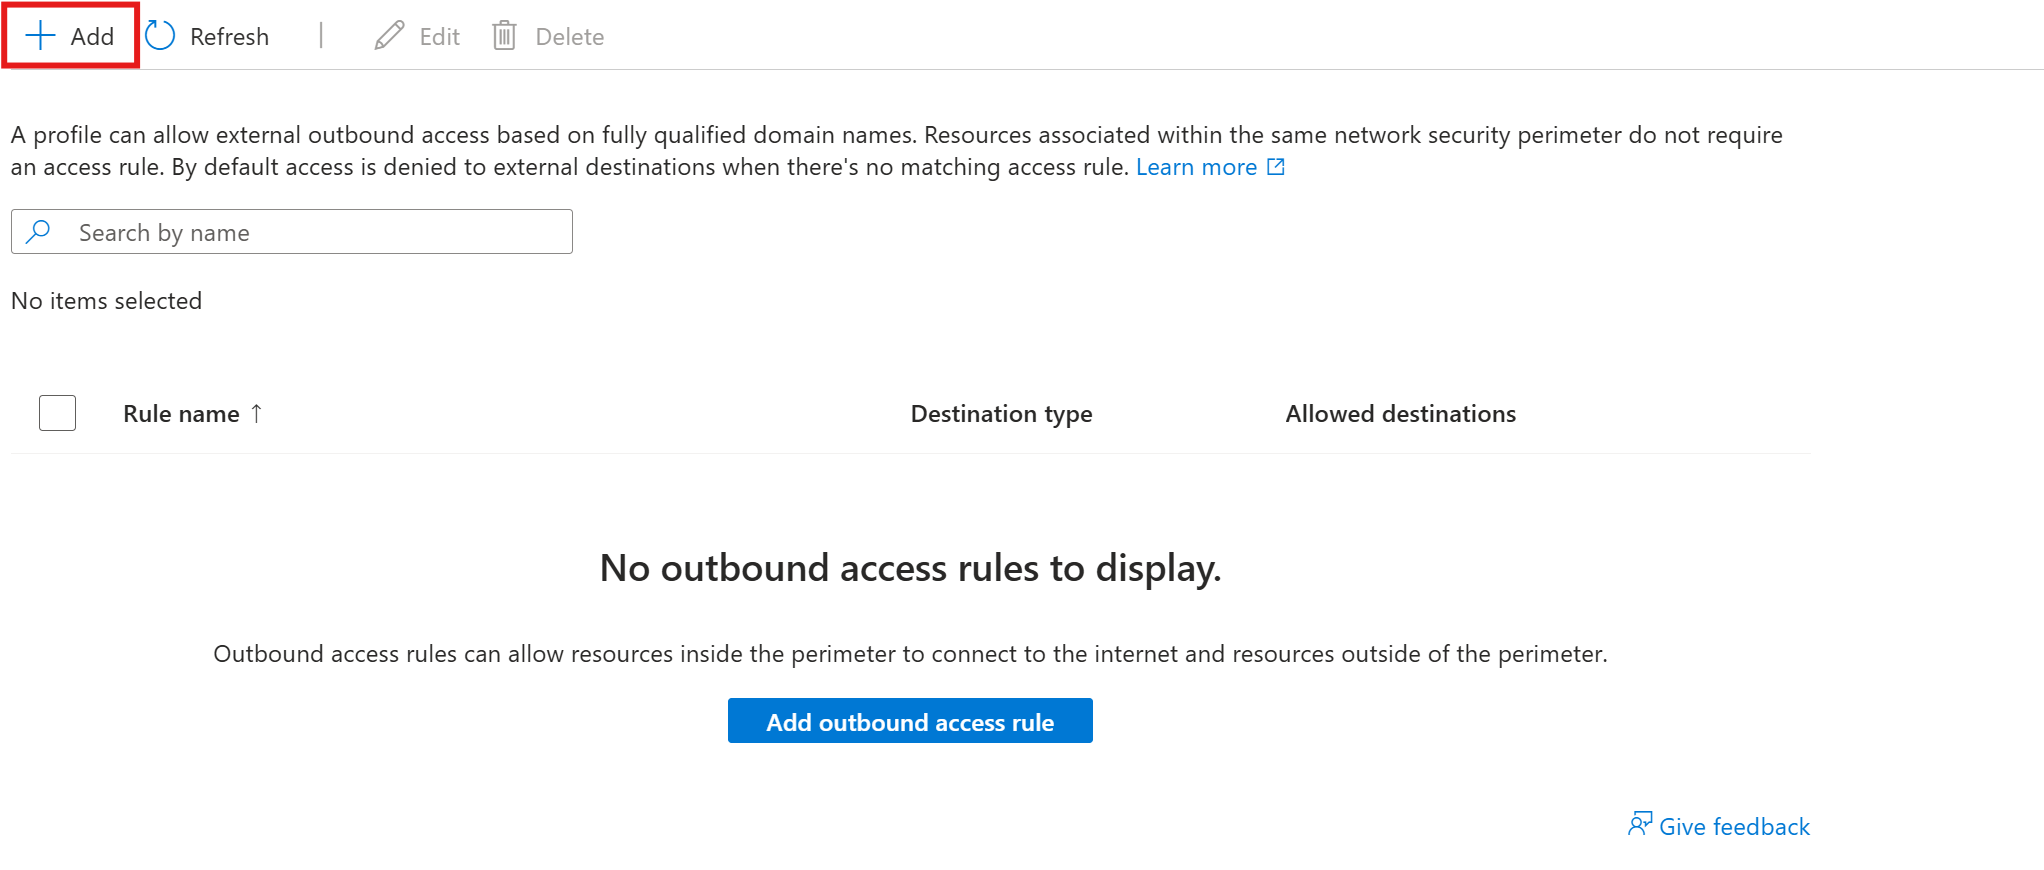 Add Refresh | Edit Delete
A profile can allow external outbound access based on fully qualified domain names. Resources associated within the same network security perimeter do not require
an access rule. By default access is denied to external destinations when there's no matching access rule. Learn more
Search by name
No items selected
Rule name ↑ Destination type Allowed destinations
No outbound access rules to display.
Outbound access rules can allow resources inside the perimeter to connect to the internet and resources outside of the perimeter.
Add outbound access rule
Give feedback